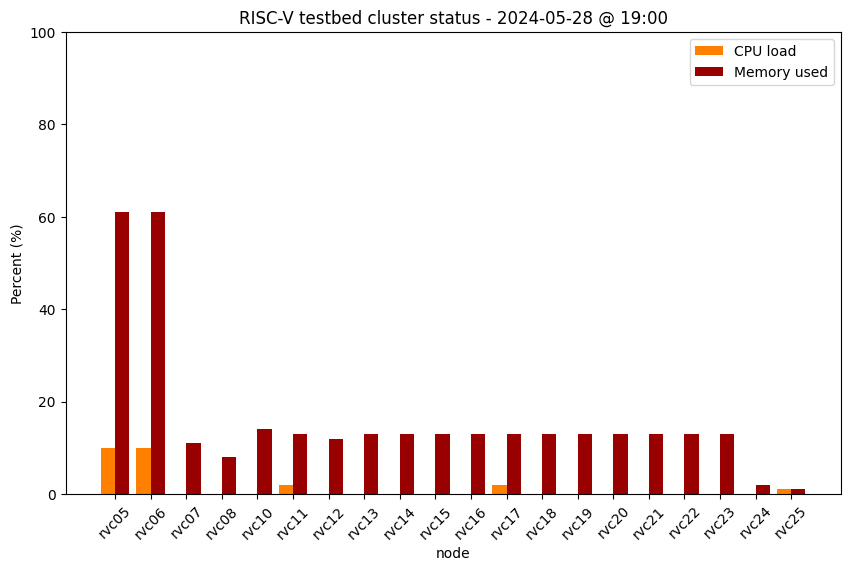 RISC-V testbed cluster status - 2024-05-28 @ 19:00
CPU load
Memory used
Percent (%)
100
80
60
40
20
0
rvc05 rvc06 rvc07 rvc08 rvc10 rvc11 rvc12 rvc13 rvc14 rvc15 rvc16 rvc17 rvc18 rvc19 rvc20 rvc21 rvc22 rvc23 rvc24 rvc25
node